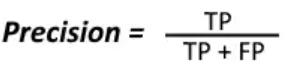 Precision = TP
TP + FP